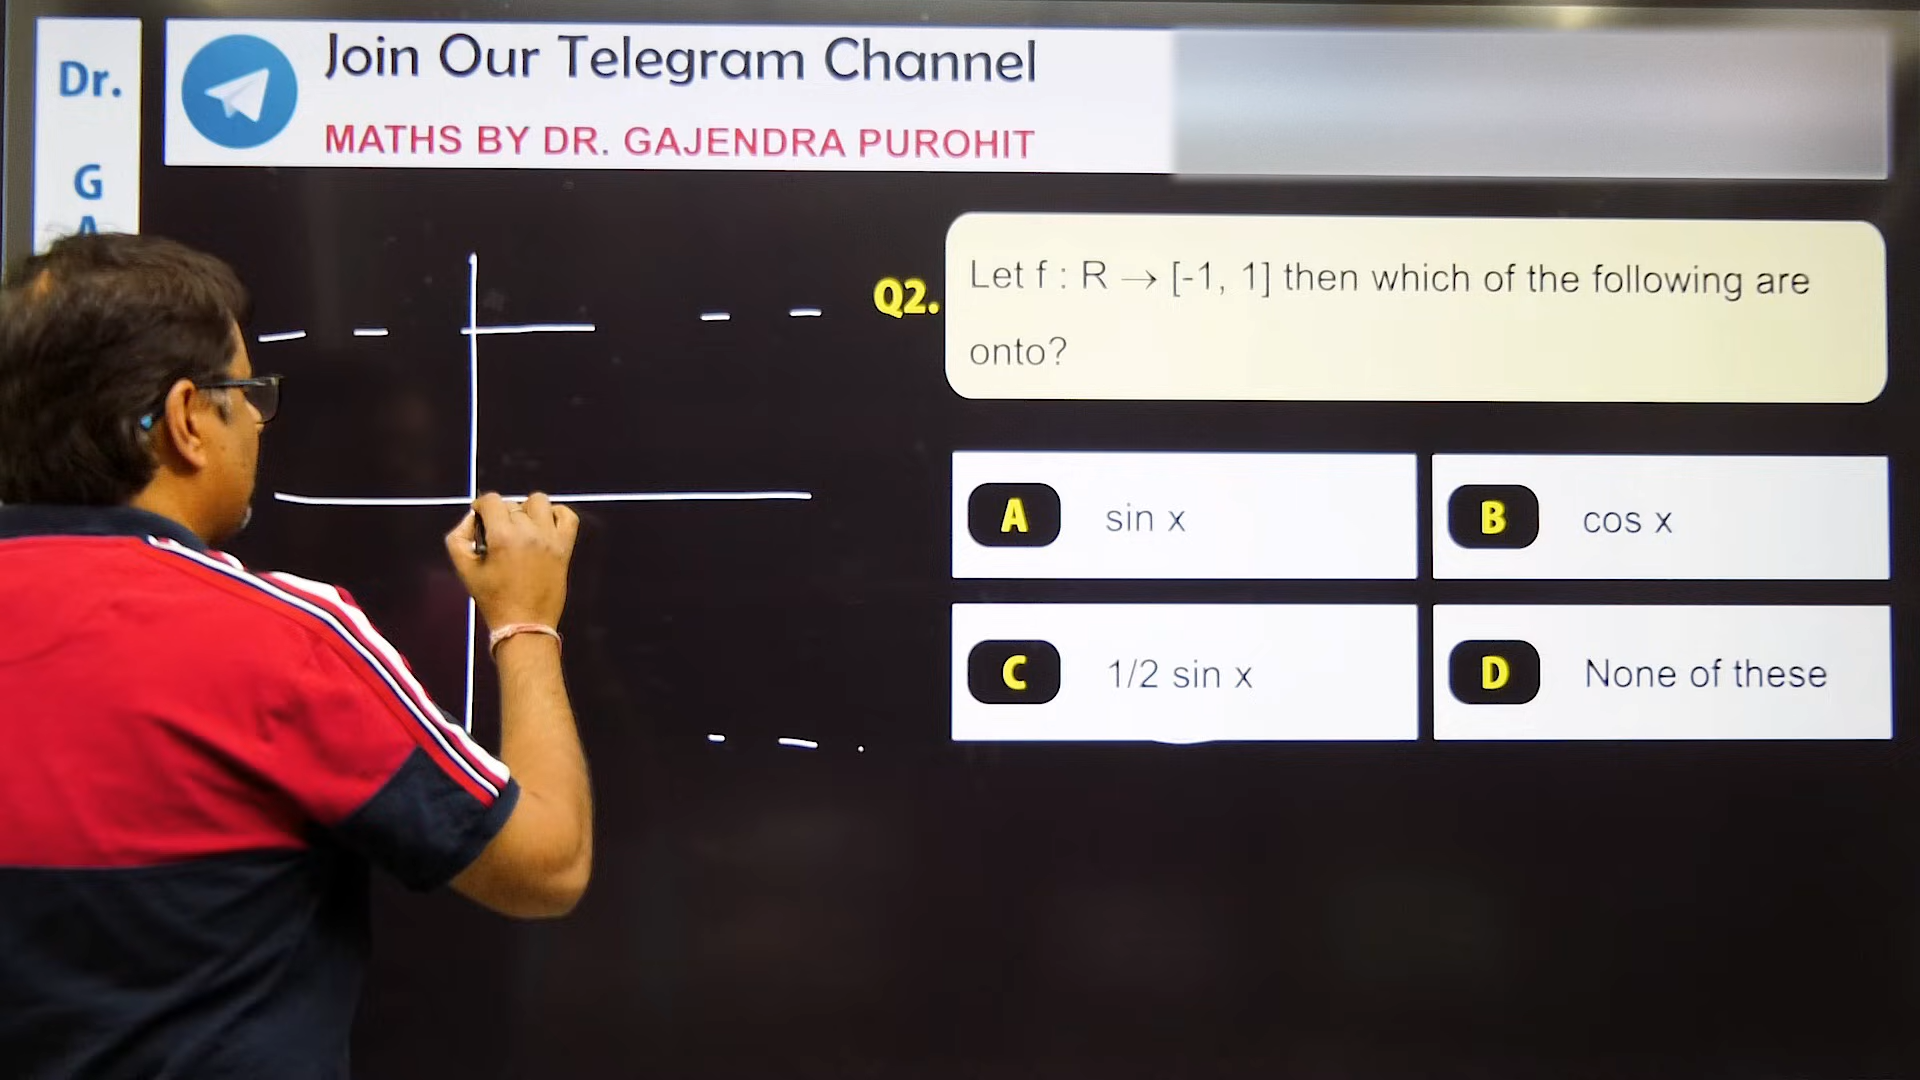 Dr.
G
Join Our Telegram Channel
MATHS BY DR. GAJENDRA PUROHIT
Q2.
Let f : R → [-1, 1] then which of the following are
onto?
A sin x
B cos x
C 1/2 sin x
D None of these